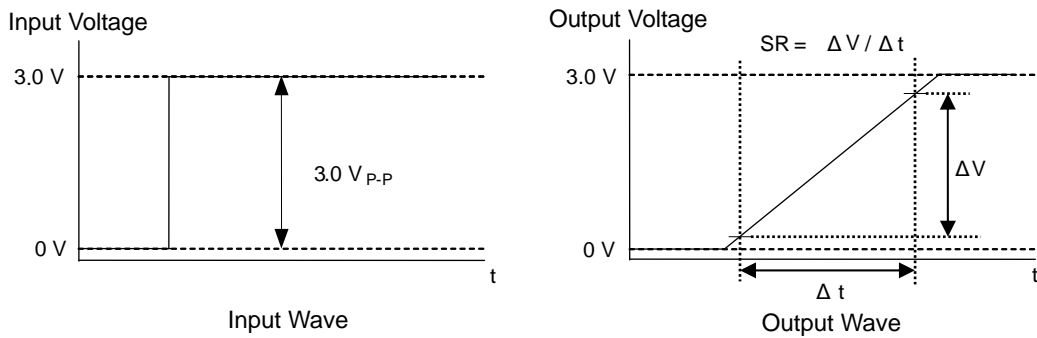 Input Voltage
3.0 V
3.0 V P-P
0 V
t
Input Wave
Output Voltage
SR = ΔV / Δt
3.0 V
ΔV
0 V
t
Δt
Output Wave